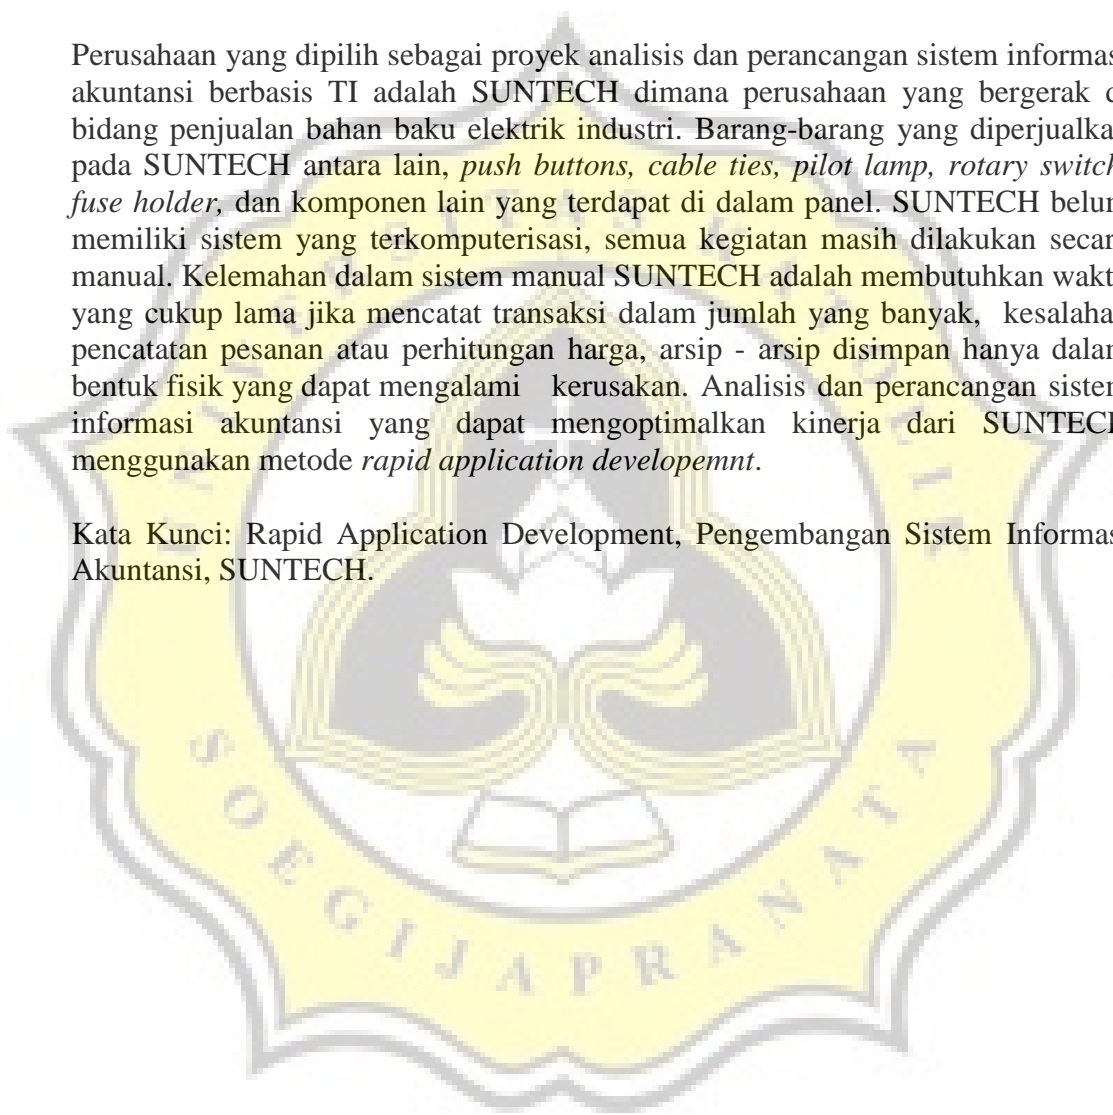 Perusahaan yang dipilih sebagai proyek analisis dan perancangan sistem informas
akuntansi berbasis TI adalah SUNTECH dimana perusahaan yang bergerak d
bidang penjualan bahan baku elektrik industri. Barang-barang yang diperjualka
pada SUNTECH antara lain, push buttons, cable ties, pilot lamp, rotary switch
fuse holder, dan komponen lain yang terdapat di dalam panel. SUNTECH belum
memiliki sistem yang terkomputerisasi, semua kegiatan masih dilakukan secar
manual. Kelemahan dalam sistem manual SUNTECH adalah membutuhkan wakt
yang cukup lama jika mencatat transaksi dalam jumlah yang banyak, kesalaha
pencatatan pesanan atau perhitungan harga, arsip - arsip disimpan hanya dalam
bentuk fisik yang dapat mengalami kerusakan. Analisis dan perancangan sistem
informasi akuntansi yang dapat mengoptimalkan kinerja dari SUNTECH
menggunakan metode rapid application developemnt.
Kata Kunci: Rapid Application Development, Pengembangan Sistem Informas
Akuntansi, SUNTECH.
UNIVERSITAS KATOLIK
SOEGIJAPRANATA